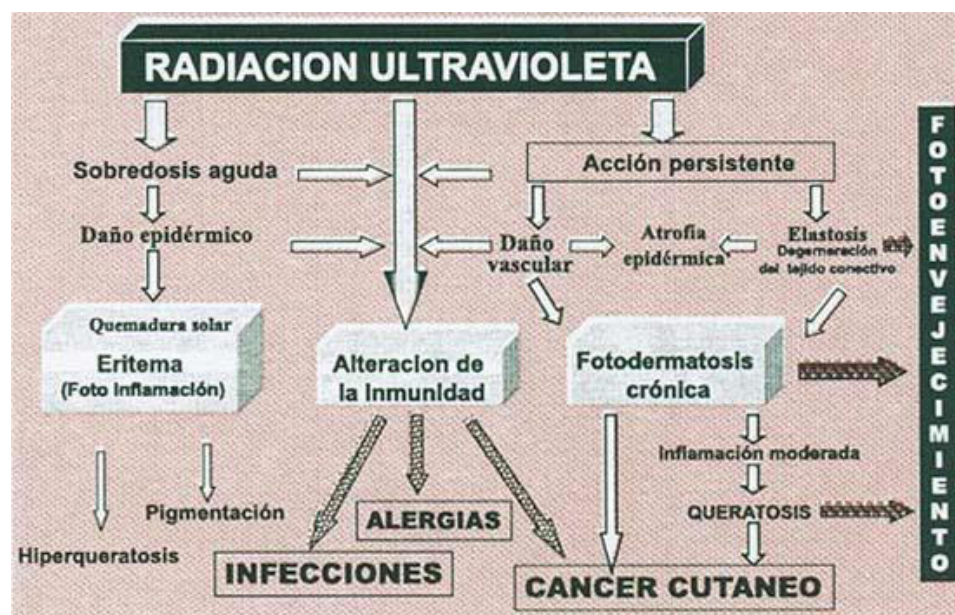 RADIACION ULTRAVIOLETA
Sobredosis aguda
Acción persistente
Daño epidérmico
Daño
vascular
Atrofia
epidérmica
Elastosis
Degemeración
del tejido conectivo
Quemadura solar
Eritema
(Foto Inflamación)
Alteracion de
la Inmunidad
Fotodermatosis
crónica
Inflamación moderada
Pigmentación
ALERGIAS
QUERATOSIS
Hiperqueratosis
INFECCIONES
CANCER CUTANEO
FOTOENVEJECIMIENTO